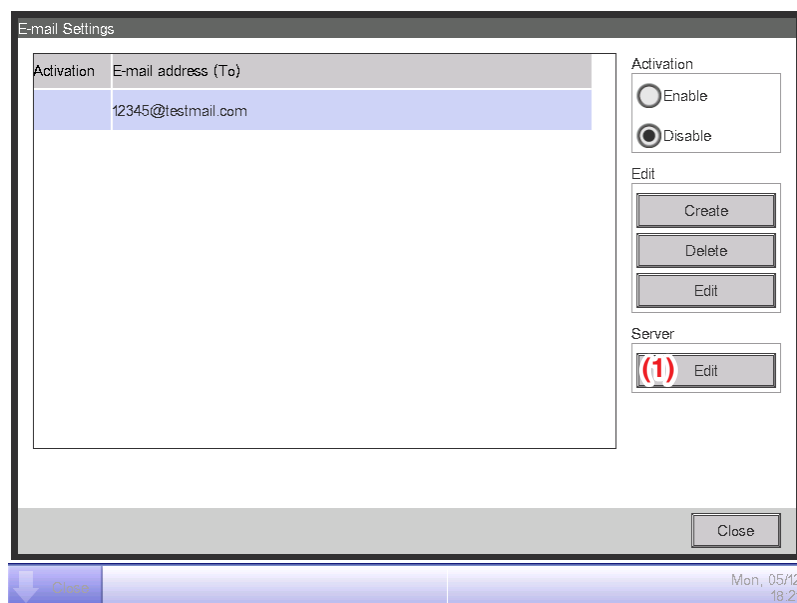 E-mail Settings
Activation E-mail address (To)
12345@testmail.com
Activation
Enable
Disable
Edit
Create
Delete
Edit
Server
(1) Edit
Close
Close
Mon, 05/12
18:2